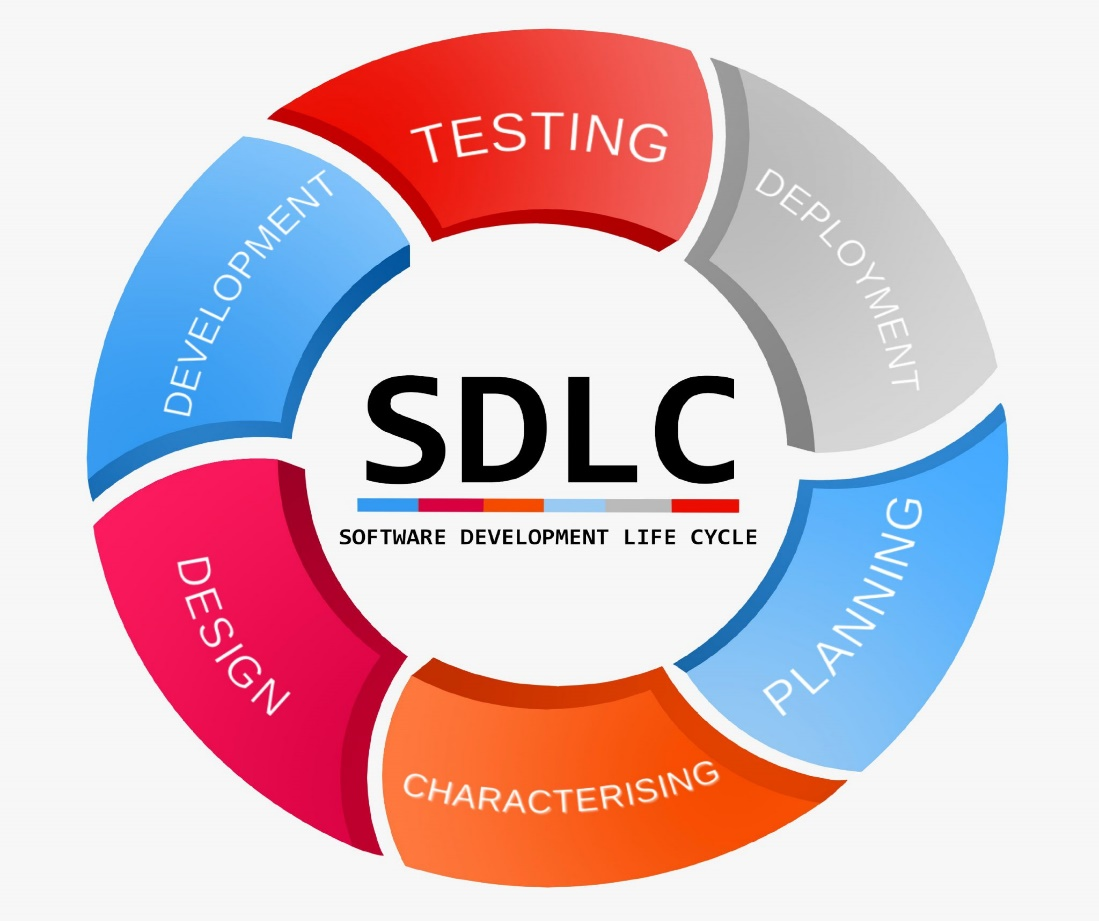 TESTING
DEPLOYMENT
PLANNING
CHARACTERISING
DESIGN
DEVELOPMENT
SDLC
SOFTWARE DEVELOPMENT LIFE CYCLE